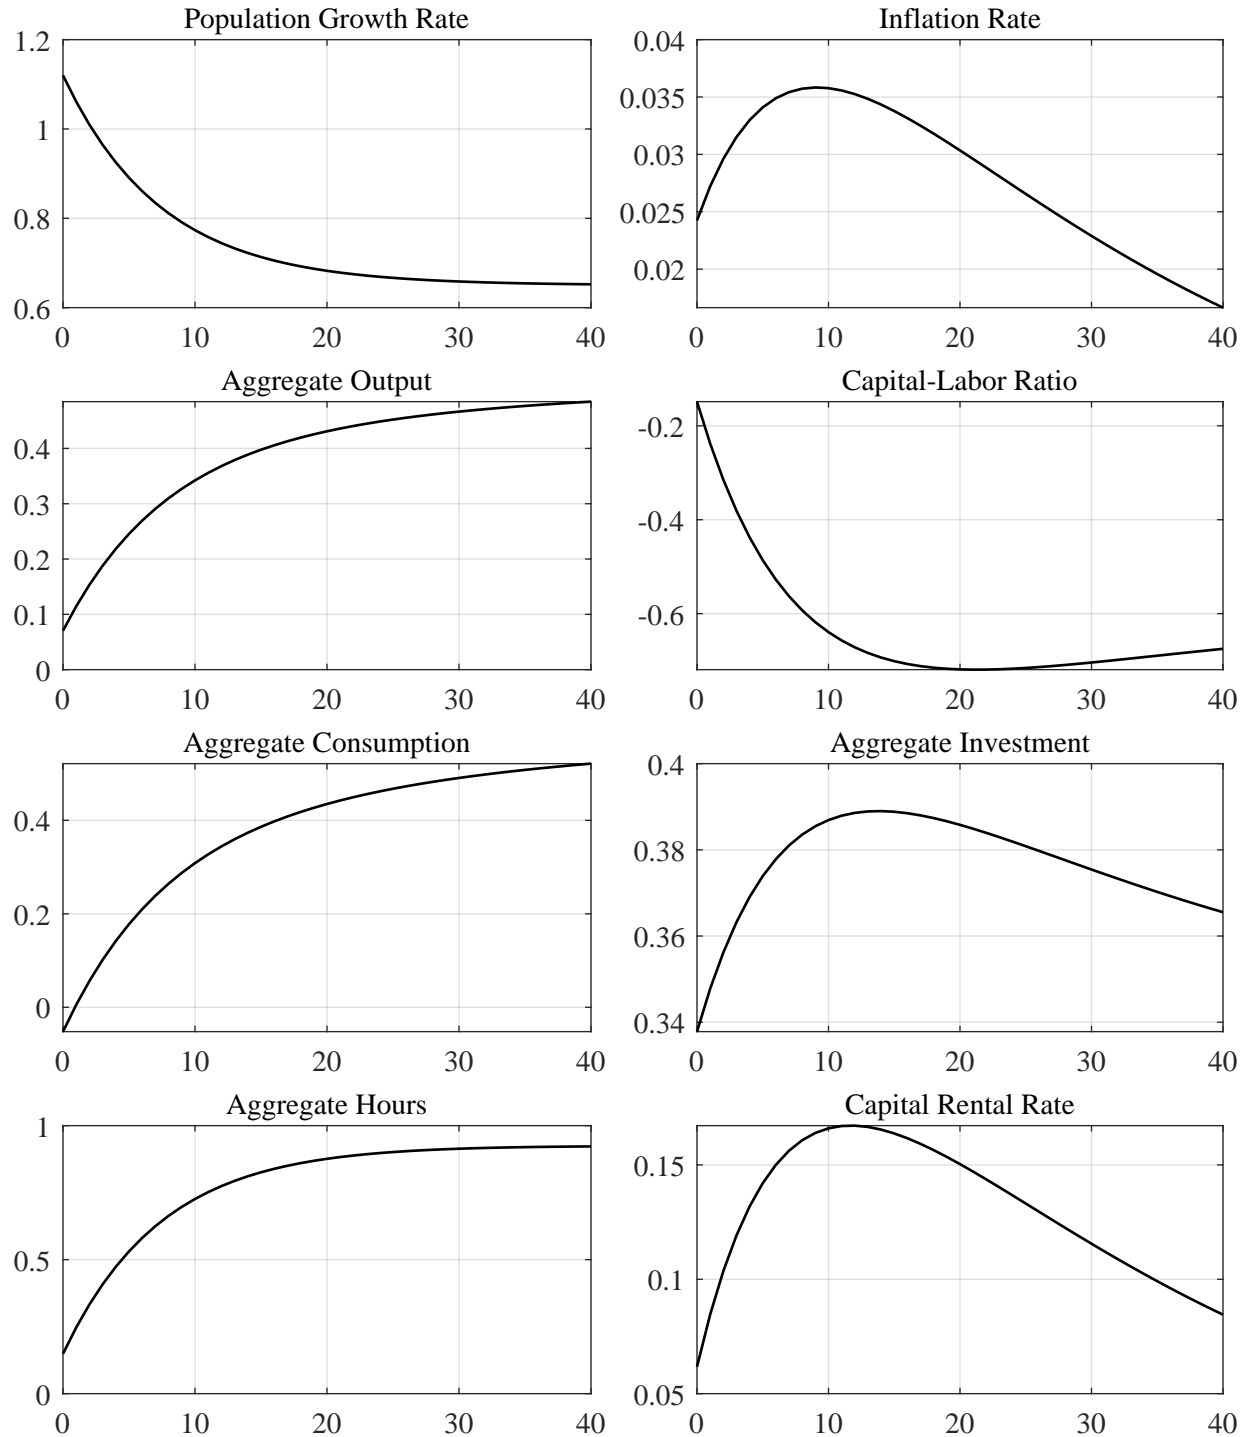 Population Growth Rate
1.2
1
0.8
0.6
0 10 20 30 40
Inflation Rate
0.04
0.035
0.03
0.025
0.02
0 10 20 30 40
Aggregate Output
0.4
0.3
0.2
0.1
0
0 10 20 30 40
Capital-Labor Ratio
-0.2
-0.4
-0.6
0 10 20 30 40
Aggregate Consumption
0.4
0.2
0
0 10 20 30 40
Aggregate Investment
0.4
0.38
0.36
0.34
0 10 20 30 40
Aggregate Hours
1
0.5
0
0 10 20 30 40
Capital Rental Rate
0.15
0.1
0.05
0 10 20 30 40